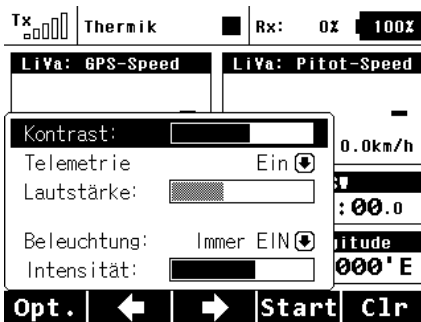 Tx Thermik Rx: 0% 100%
LiVa: GPS-Speed LiVa: Pitot-Speed
- -
0.0km/h
Kontrast:
Telemetrie Ein
Lautstärke:
:00.0
Beleuchtung: Immer EIN
itude
Intensität:
000'E
Opt. Start Clr